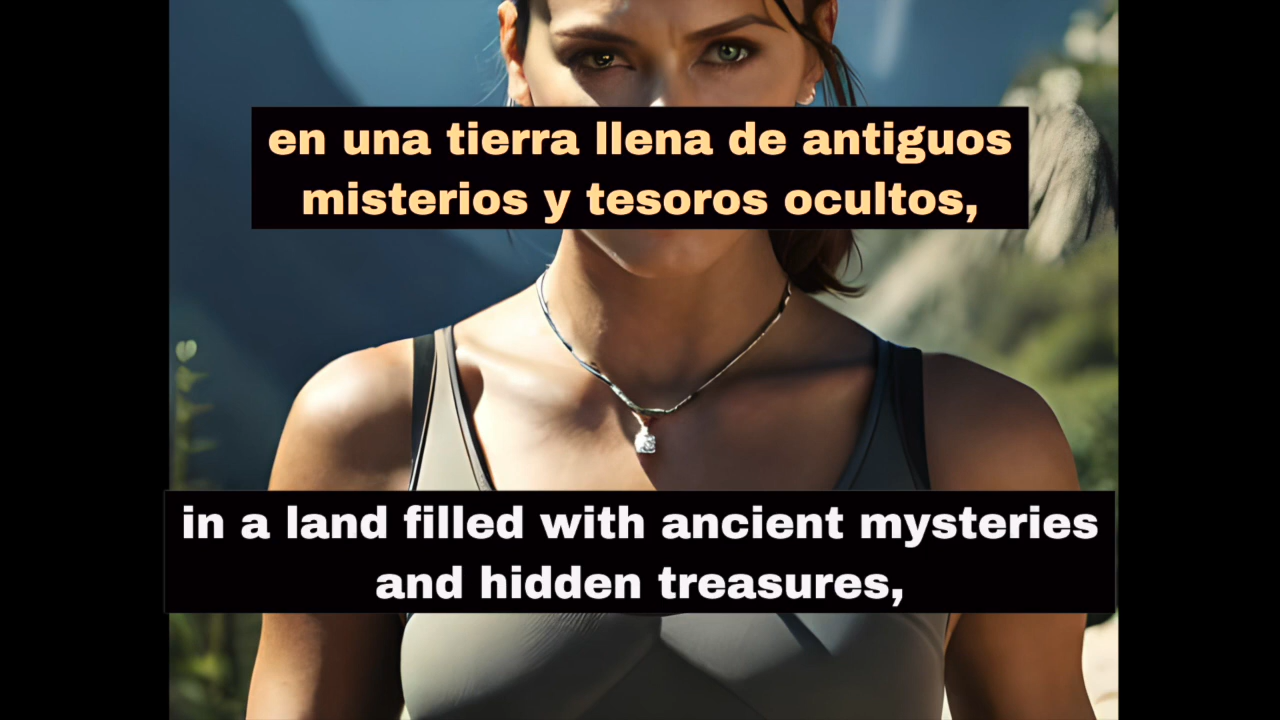 en una tierra llena de antiguos
misterios y tesoros ocultos,
in a land filled with ancient mysteries
and hidden treasures,